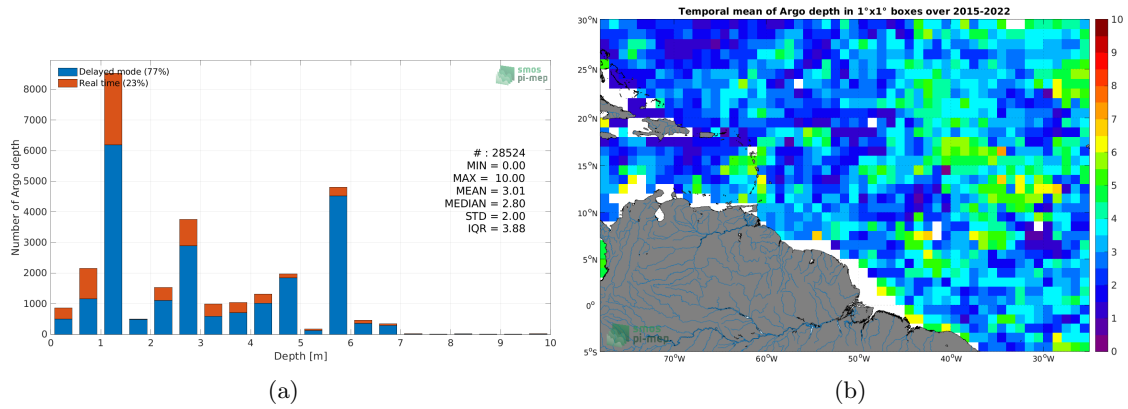 Delayed mode (77%)
Real time (23%)
smos
pi-mep
Number of Argo depth
8000
7000
6000
5000
4000
3000
2000
1000
0
# : 28524
MIN = 0.00
MAX = 10.00
MEAN = 3.01
MEDIAN = 2.80
STD = 2.00
IQR = 3.88
0 1 2 3 4 5 6 7 8 9 10
Depth [m]
(a)
Temporal mean of Argo depth in 1°x1° boxes over 2015-2022
30°N
25°N
20°N
15°N
10°N
5°N
0°
5°S
70°W 60°W 50°W 40°W 30°W
smos
pi-mep
10
9
8
7
6
5
4
3
2
1
0
(b)